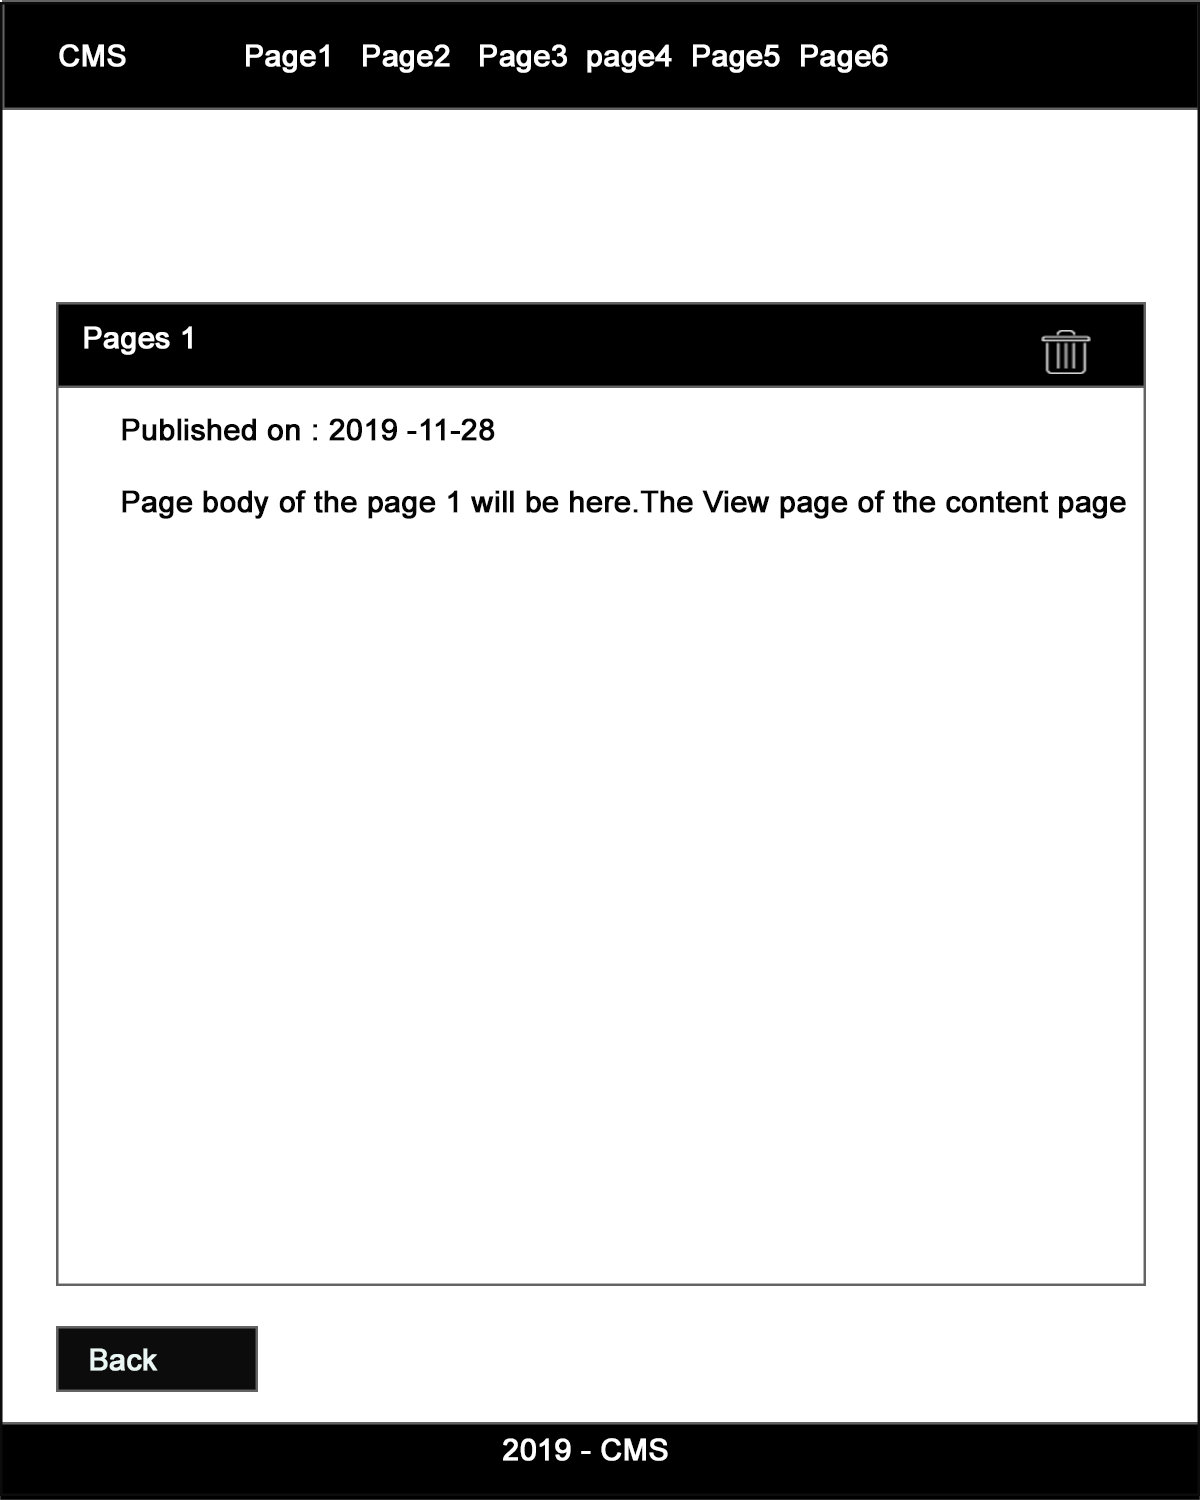 CMS Page1 Page2 Page3 page4 Page5 Page6
Pages 1
Published on : 2019 -11-28
Page body of the page 1 will be here.The View page of the content page
Back
2019 - CMS